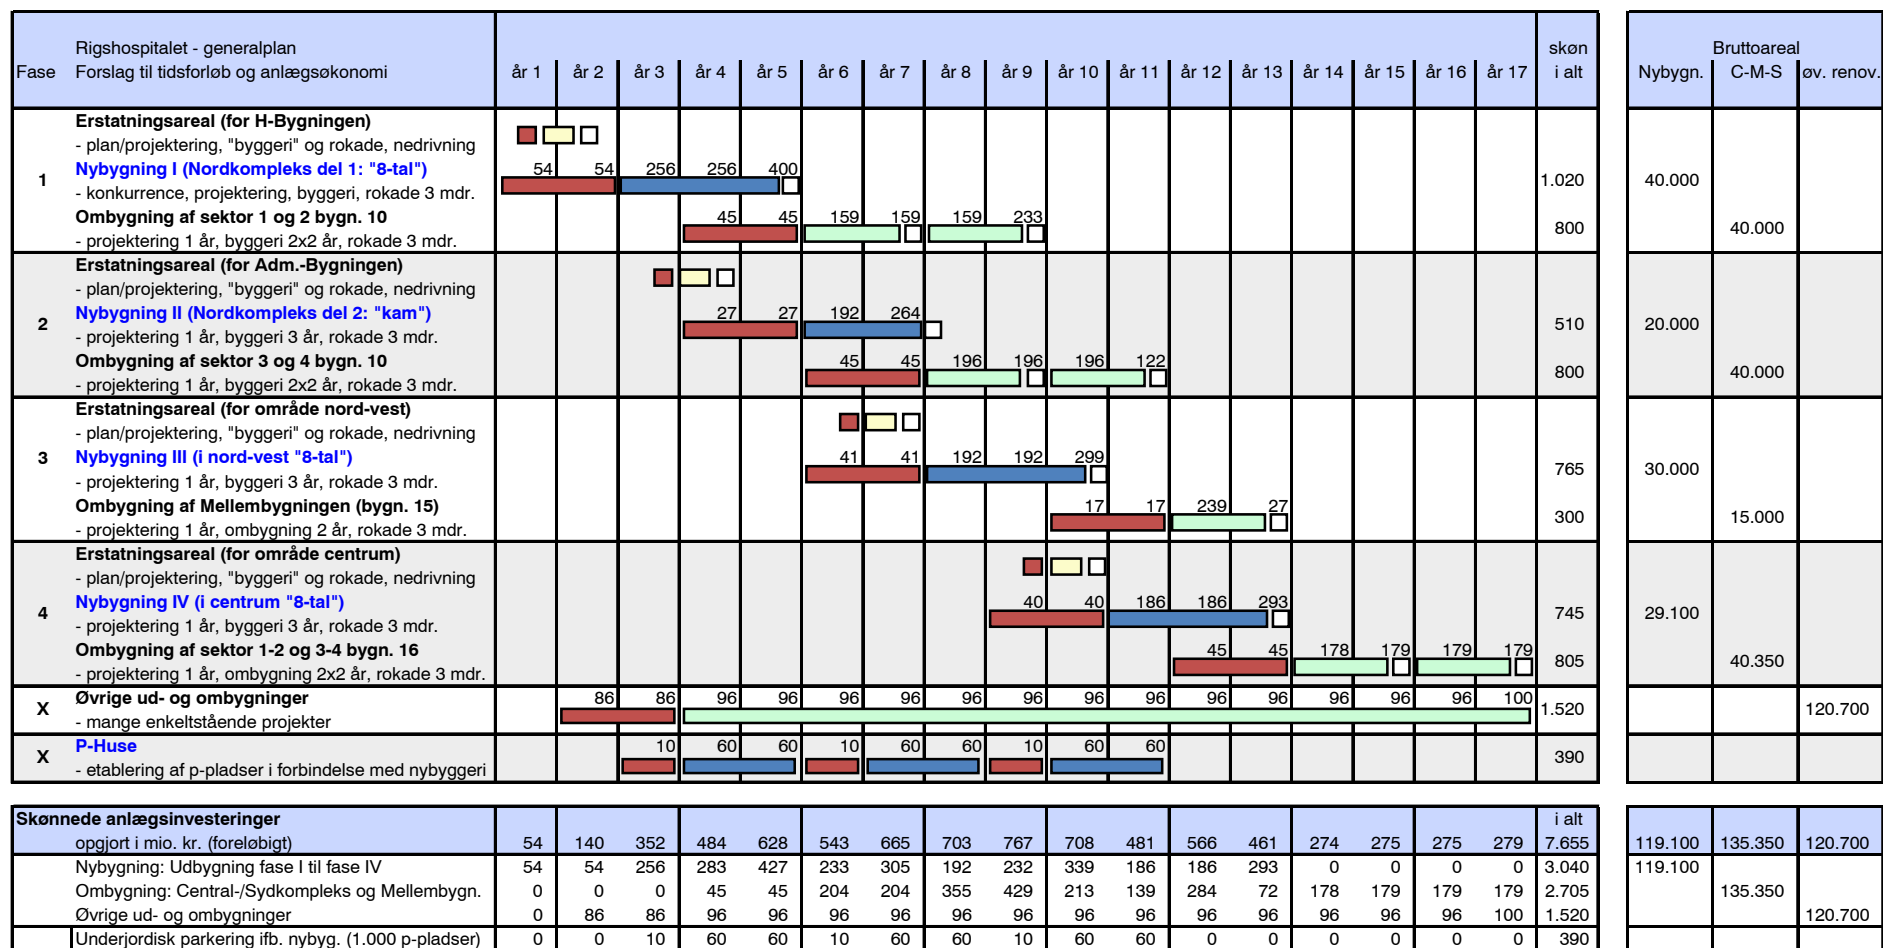 Rigshospitalet - generalplan skøn Bruttoareal
Fase Forslag til tidsforløb og anlægsøkonomi år 1 år 2 år 3 år 4 år 5 år 6 år 7 år 8 år 9 år 10 år 11 år 12 år 13 år 14 år 15 år 16 år 17 i alt Nybygn. C-M-S øv. renov.
Erstatningsareal (for H-Bygningen)
- plan/projektering, "byggeri" og rokade, nedrivning
1 Nybygning I (Nordkompleks del 1: "8-tal") 54 54 256 256 400 1.020 40.000
- konkurrence, projektering, byggeri, rokade 3 mdr.
Ombygning af sektor 1 og 2 bygn. 10 45 45 159 159 159 233 800 40.000
- projektering 1 år, byggeri 2x2 år, rokade 3 mdr.
Erstatningsareal (for Adm.-Bygningen)
- plan/projektering, "byggeri" og rokade, nedrivning
2 Nybygning II (Nordkompleks del 2: "kam") 27 27 192 264 510 20.000
- projektering 1 år, byggeri 3 år, rokade 3 mdr.
Ombygning af sektor 3 og 4 bygn. 10 45 45 196 196 196 122 800 40.000
- projektering 1 år, byggeri 2x2 år, rokade 3 mdr.
Erstatningsareal (for område nord-vest)
- plan/projektering, "byggeri" og rokade, nedrivning
3 Nybygning III (i nord-vest "8-tal") 41 41 192 192 299 765 30.000
- projektering 1 år, byggeri 3 år, rokade 3 mdr.
Ombygning af Mellembygningen (bygn. 15) 17 17 239 27 300 15.000
- projektering 1 år, ombygning 2 år, rokade 3 mdr.
Erstatningsareal (for område centrum)
- plan/projektering, "byggeri" og rokade, nedrivning
4 Nybygning IV (i centrum "8-tal") 40 40 186 186 293 745 29.100
- projektering 1 år, byggeri 3 år, rokade 3 mdr.
Ombygning af sektor 1-2 og 3-4 bygn. 16 45 45 178 179 179 179 805 40.350
- projektering 1 år, ombygning 2x2 år, rokade 3 mdr.
X Øvrige ud- og ombygninger 86 86 96 96 96 96 96 96 96 96 96 96 96 96 96 100 1.520 120.700
- mange enkeltstående projekter
X P-Huse 10 60 60 10 60 60 10 60 60 390
- etablering af p-pladser i forbindelse med nybyggeri
Skønnede anlægsinvesteringer i alt
opgjort i mio. kr. (foreløbigt) 54 140 352 484 628 543 665 703 767 708 481 566 461 274 275 275 279 7.655 119.100 135.350 120.700
Nybygning: Udbygning fase I til fase IV 54 54 256 283 427 233 305 192 232 339 186 186 293 0 0 0 0 3.040 119.100
Ombygning: Central-/Sydkompleks og Mellembygn. 0 0 0 45 45 204 204 355 429 213 139 284 72 178 179 179 179 2.705 135.350
Øvrige ud- og ombygninger 0 86 86 96 96 96 96 96 96 96 96 96 96 96 96 96 100 1.520 120.700
Underjordisk parkering ifb. nybyg. (1.000 p-pladser) 0 0 10 60 60 10 60 60 10 60 60 0 0 0 0 0 0 390